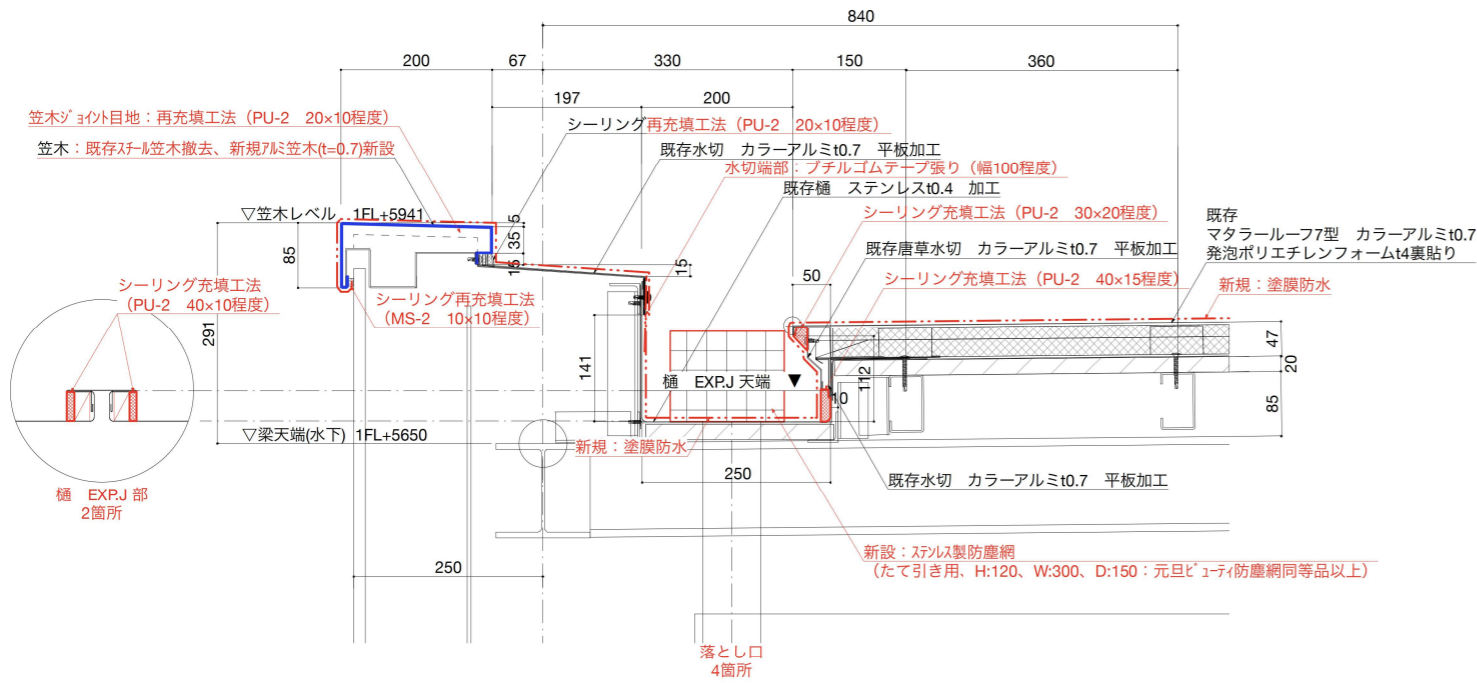 840
200
67
330
150
360
197
200
笠木ｼﾞｮｲﾝﾄ目地：再充填工法（PU-2　20×10程度）
シーリング再充填工法（PU-2　20×10程度）
笠木：既存ｽﾁｰﾙ笠木撤去、新規ｱﾙﾐ笠木(t=0.7)新設
既存水切　カラーアルミt0.7　平板加工
水切端部：ブチルゴムテープ張り（幅100程度）
既存樋　ステンレスt0.4　加工
▽笠木レベル　1FL+5941
5
シーリング充填工法（PU-2　30×20程度）
既存
マタラールーフ7型　カラーアルミt0.7
発泡ポリエチレンフォームt4裏貼り
35
既存唐草水切　カラーアルミt0.7　平板加工
85
15
15
50
シーリング充填工法（PU-2　40×15程度）
新規：塗膜防水
シーリング充填工法
（PU-2　40×10程度）
シーリング再充填工法
（MS-2　10×10程度）
291
47
20
141
樋　EXP.J 天端
112
10
85
▽梁天端(水下)　1FL+5650
新規：塗膜防水
250
既存水切　カラーアルミt0.7　平板加工
樋　EXP.J 部
2箇所
新設：ｽﾃﾝﾚｽ製防塵網
（たて引き用、H:120、W:300、D:150：元旦ﾋﾞｭｰﾃｨ防塵網同等品以上）
250
落とし口
4箇所